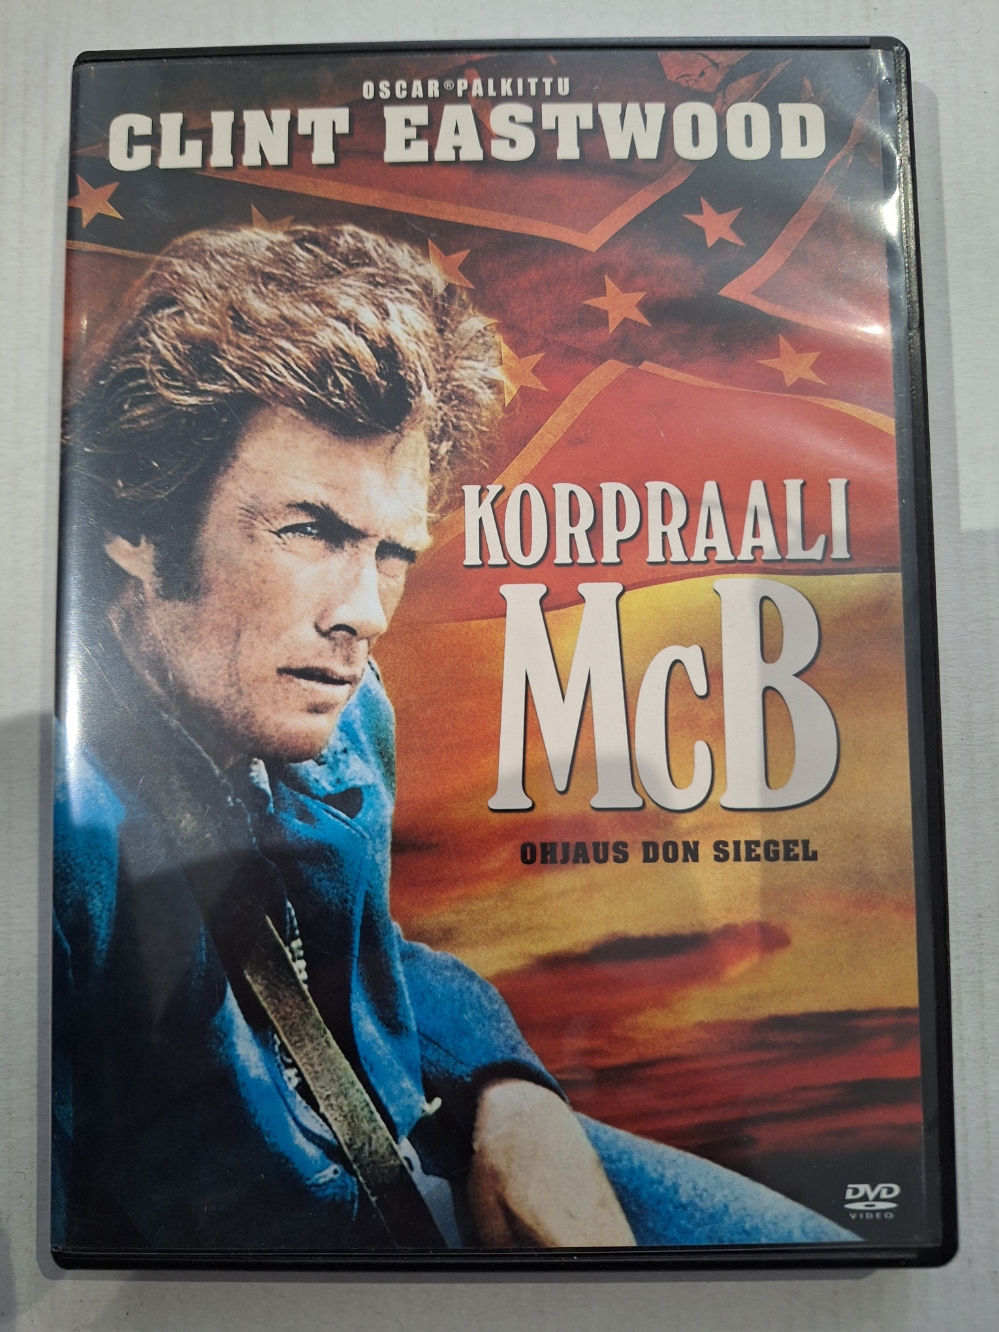 OSCAR® PALKITTU
CLINT EASTWOOD
KORPRAALI
McB
OHJAUS DON SIEGEL
DVD
VIDEO